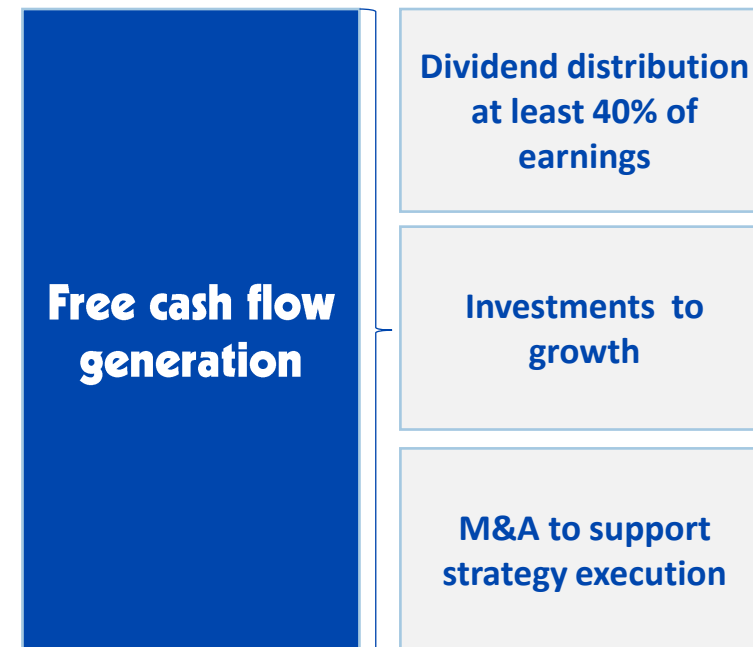 Free cash flow
generation
Dividend distribution
at least 40% of
earnings
Investments  to
growth
M&A to support
strategy execution